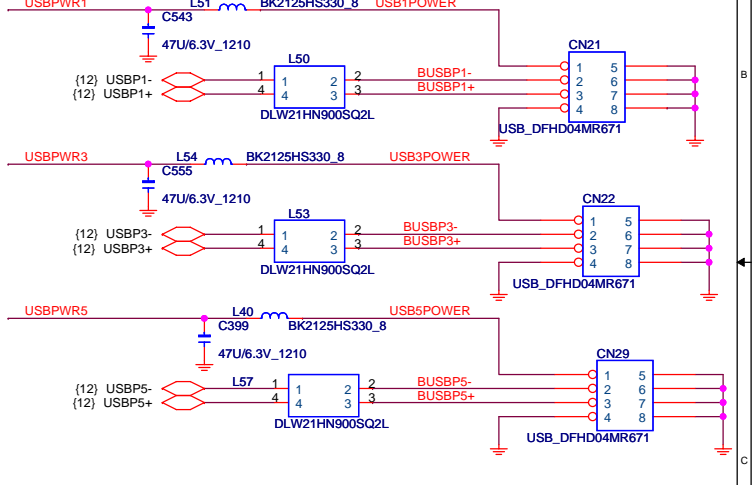 USBPWR1 L51 BK2125HS330_8 USB1POWER
C543
47U/6.3V_1210
CN21
L50
{12} USBP1- 1 1 2 2 BUSBP1- 1 5
{12} USBP1+ 4 4 3 3 BUSBP1+ 2 6
3 7
4 8
DLW21HN900SQ2L
USB_DFHD04MR671
B
USBPWR3 L54 BK2125HS330_8 USB3POWER
C555
47U/6.3V_1210
CN22
L53
{12} USBP3- 1 1 2 2 BUSBP3- 1 5
{12} USBP3+ 4 4 3 3 BUSBP3+ 2 6
3 7
4 8
DLW21HN900SQ2L
USB_DFHD04MR671
USBPWR5 L40 BK2125HS330_8 USB5POWER
C399
47U/6.3V_1210
CN29
L57
{12} USBP5- 1 1 2 2 BUSBP5- 1 5
{12} USBP5+ 4 4 3 3 BUSBP5+ 2 6
3 7
4 8
DLW21HN900SQ2L
USB_DFHD04MR671
C